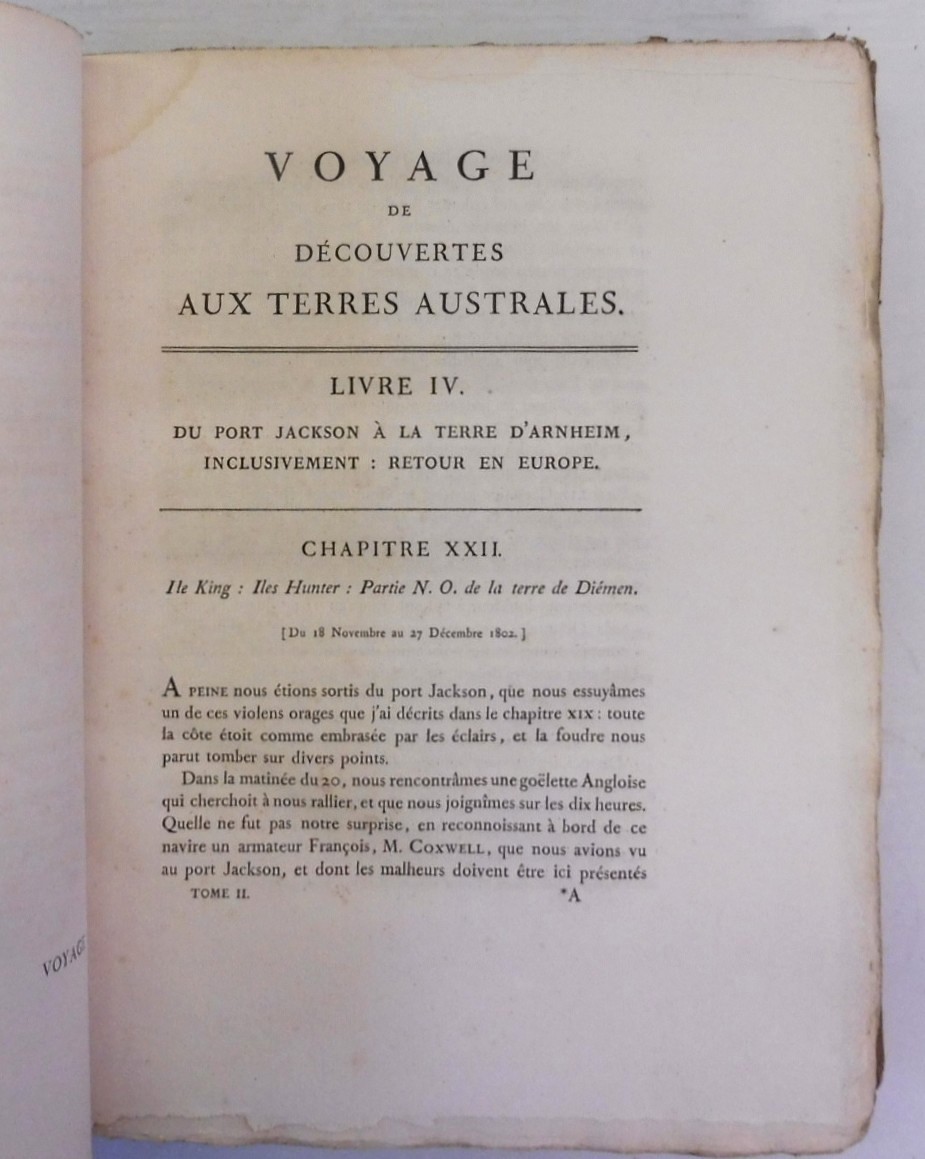 VOYAGE
DE
DÉCOUVERTES
AUX TERRES AUSTRALES.
LIVRE IV.
DU PORT JACKSON À LA TERRE D'ARNHEIM,
INCLUSIVEMENT : RETOUR EN EUROPE.
CHAPITRE XXII.
Ile King : Iles Hunter : Partie N. O. de la terre de Diémen.
[Du 18 Novembre au 27 Décembre 1802.]
A PEINE nous étions sortis du port Jackson, que nous essuyâmes
un de ces violens orages que j'ai décrits dans le chapitre XIX : toute
la côte étoit comme embrasée par les éclairs, et la foudre nous
parut tomber sur divers points.
Dans la matinée du 20, nous rencontrâmes une goëlette Angloise
qui cherchoit à nous rallier, et que nous joignîmes sur les dix heures.
Quelle ne fut pas notre surprise, en reconnoissant à bord de ce
navire un armateur François, M. COXWELL, que nous avions vu
au port Jackson, et dont les malheurs doivent être ici présentés
TOME II. *A
VOYAGE